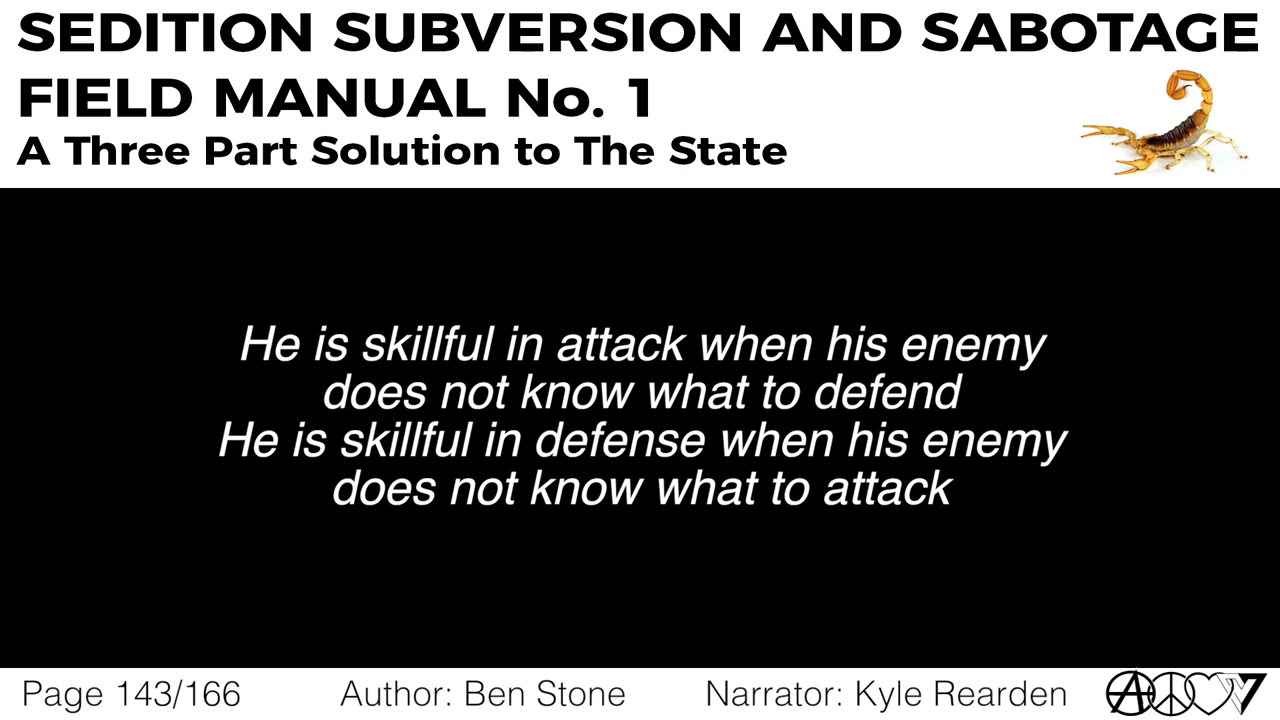 SEDITION SUBVERSION AND SABOTAGE
FIELD MANUAL No. 1
A Three Part Solution to The State
He is skillful in attack when his enemy
does not know what to defend
He is skillful in defense when his enemy
does not know what to attack
Page 143/166 Author: Ben Stone Narrator: Kyle Rearden